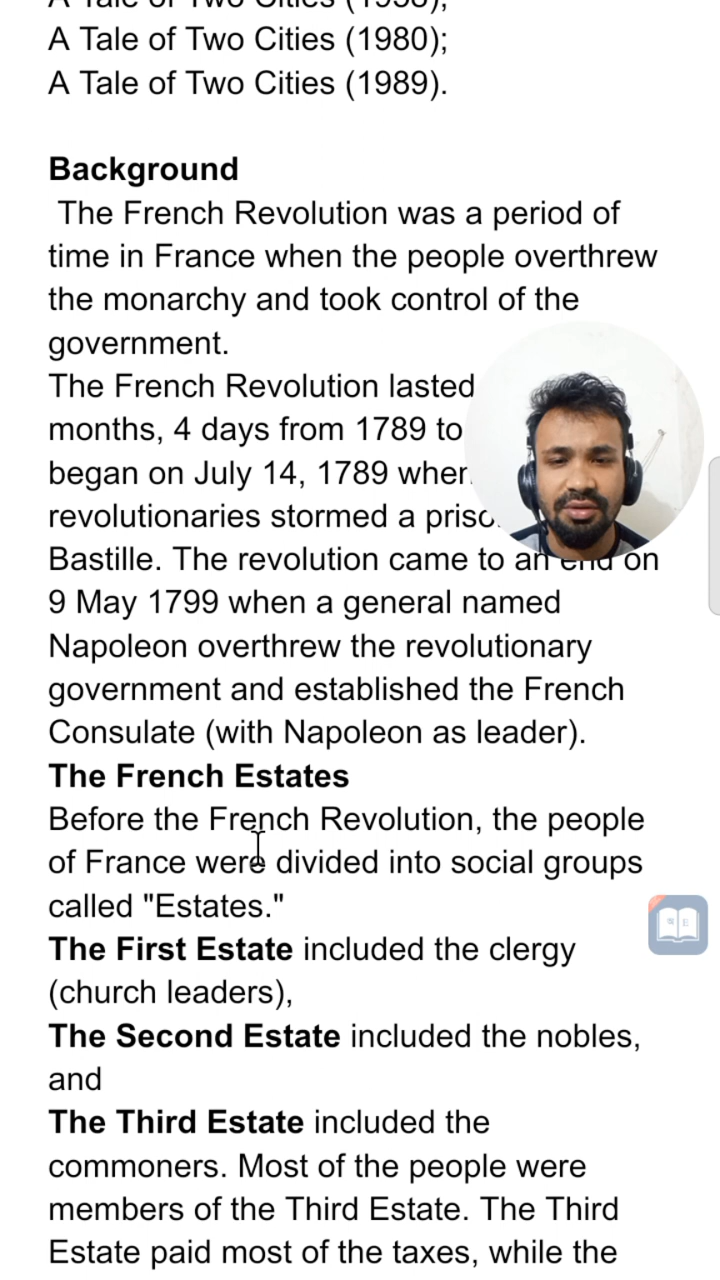 A Tale of Two Cities (1980);
A Tale of Two Cities (1989).
Background
The French Revolution was a period of
time in France when the people overthrew
the monarchy and took control of the
government.
The French Revolution lasted
months, 4 days from 1789 to
began on July 14, 1789 when
revolutionaries stormed a
Bastille. The revolution came to an end on
9 May 1799 when a general named
Napoleon overthrew the revolutionary
government and established the French
Consulate (with Napoleon as leader).
The French Estates
Before the French Revolution, the people
of France were divided into social groups
called "Estates."
The First Estate included the clergy
(church leaders),
The Second Estate included the nobles,
and
The Third Estate included the
commoners. Most of the people were
members of the Third Estate. The Third
Estate paid most of the taxes, while the